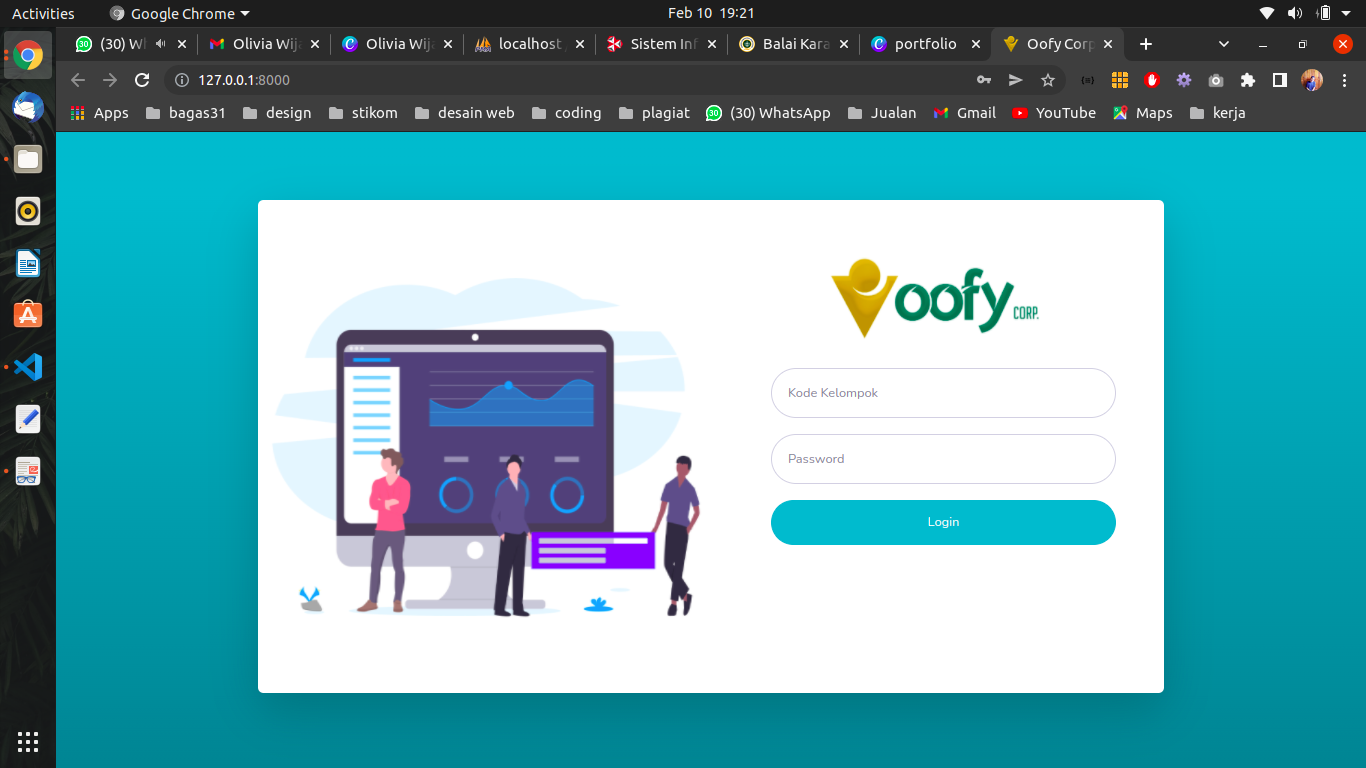 Activities
Google Chrome
Feb 10 19:21
(30) Wh
Olivia Wija
Olivia Wija
localhost /
Sistem Inf
Balai Kara
portfolio
Oofy Corp
127.0.0.1:8000
Apps
bagas31
design
stikom
desain web
coding
plagiat
30
(30) WhatsApp
Jualan
Gmail
YouTube
Maps
kerja
oofy CORP.
Kode Kelompok
Password
Login